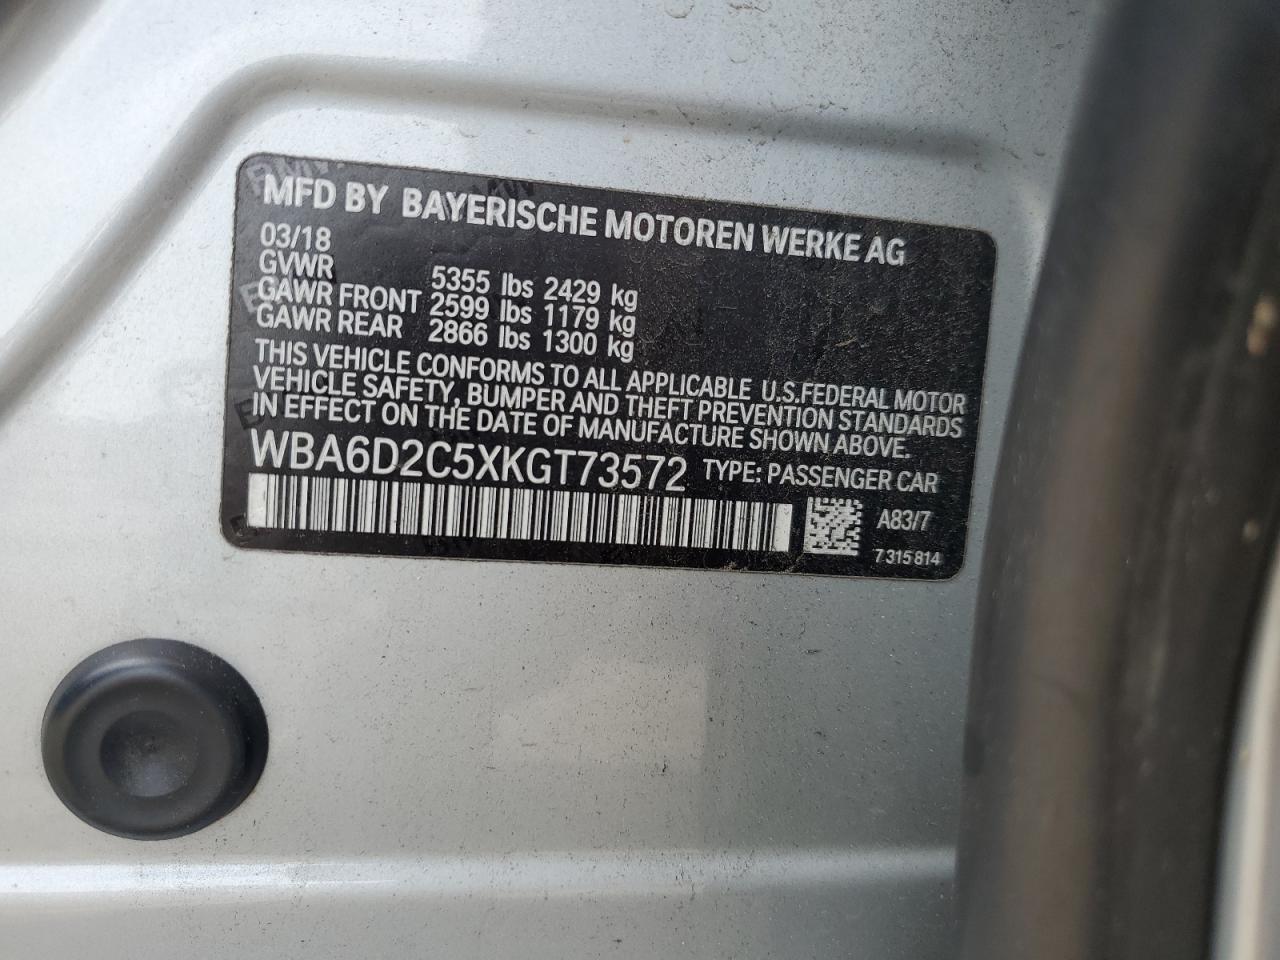 MFD BY BAYERISCHE MOTOREN WERKE AG
03/18
GVWR 5355 lbs 2429 kg
GAWR FRONT 2599 lbs 1179 kg
GAWR REAR 2866 lbs 1300 kg
THIS VEHICLE CONFORMS TO ALL APPLICABLE U.S.FEDERAL MOTOR
VEHICLE SAFETY, BUMPER AND THEFT PREVENTION STANDARDS
IN EFFECT ON THE DATE OF MANUFACTURE SHOWN ABOVE.
WBA6D2C5XKGT73572 TYPE: PASSENGER CAR
A83/7
7 315 814